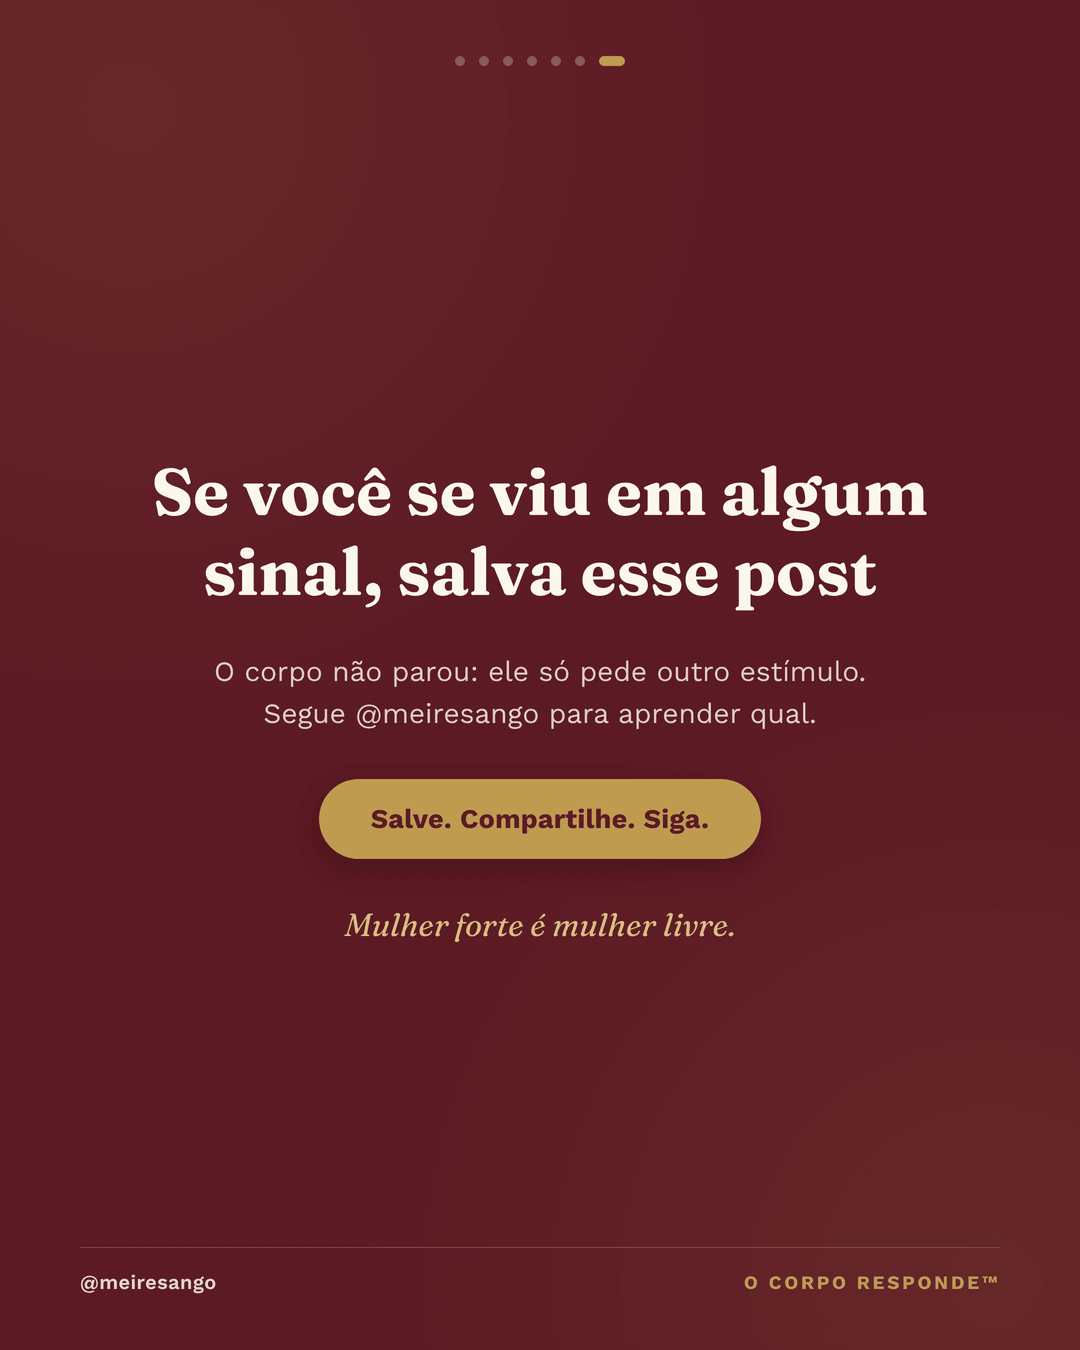 Se você se viu em algum
sinal, salva esse post
O corpo não parou: ele só pede outro estímulo.
Segue @meiresango para aprender qual.
Salve. Compartilhe. Siga.
Mulher forte é mulher livre.
@meiresango
O CORPO RESPONDE™